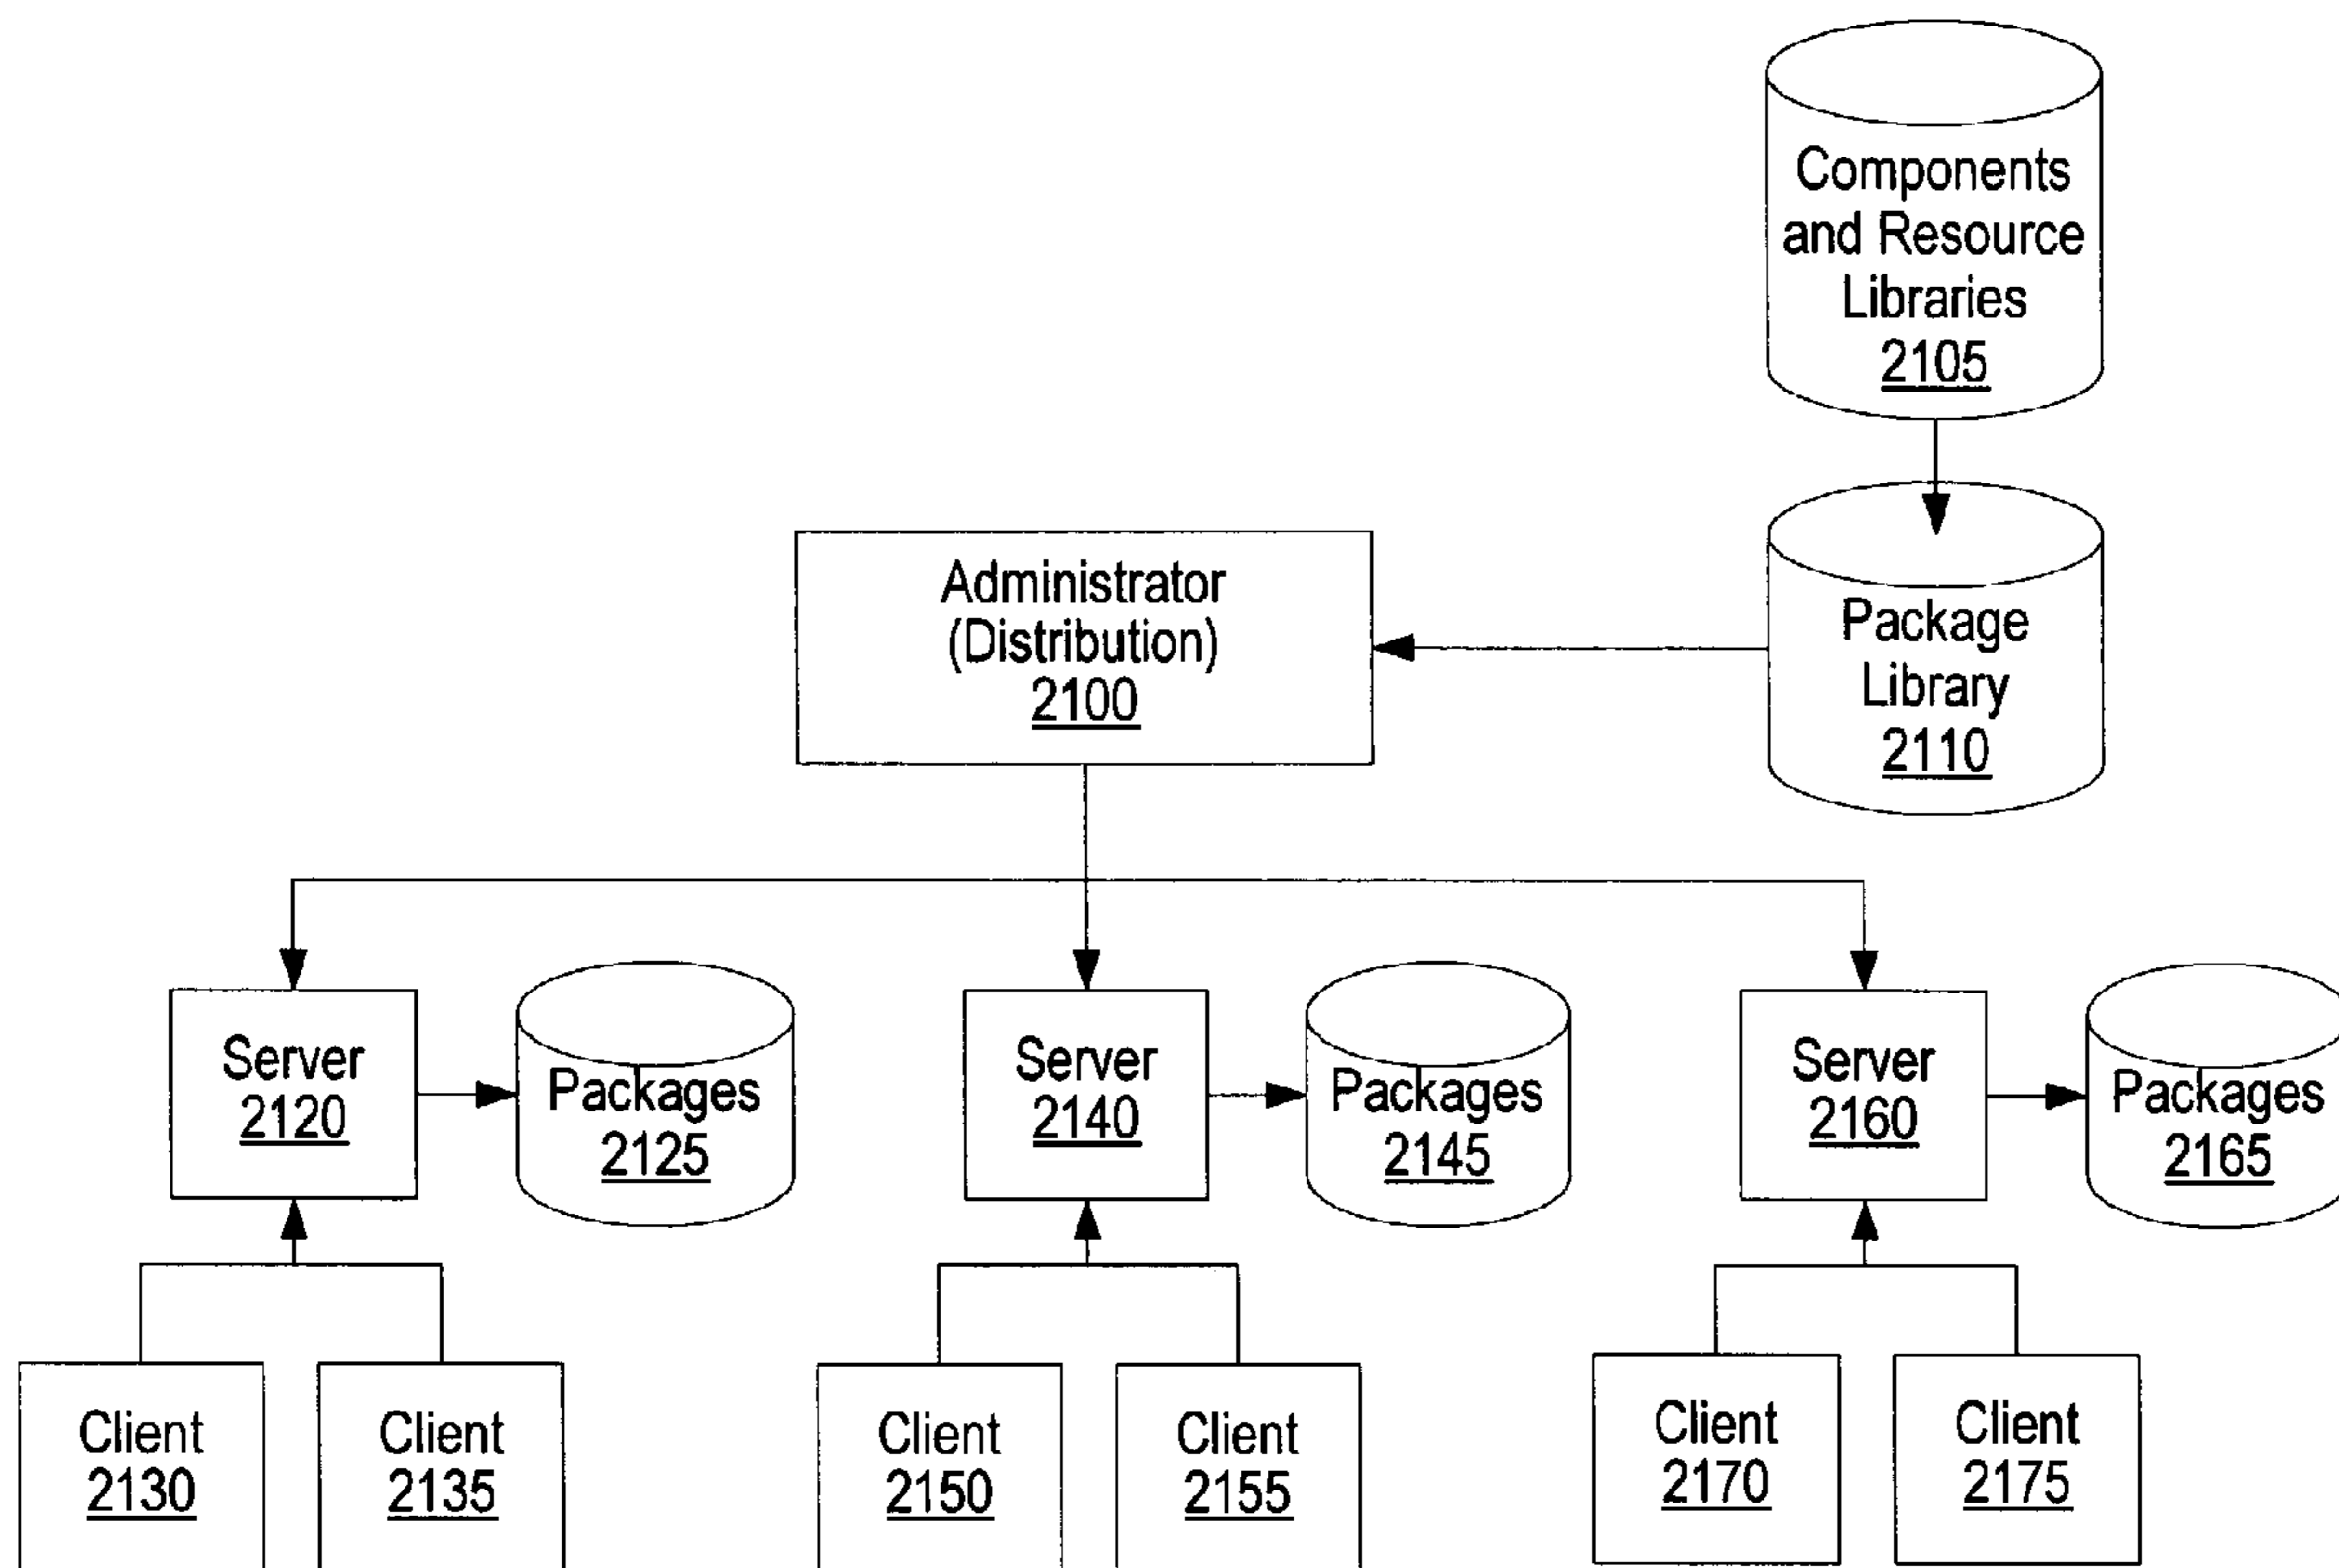 Components
and Resource
Libraries
2105
Administrator
(Distribution)
2100
Package
Library
2110
Server
2120
Packages
2125
Server
2140
Packages
2145
Server
2160
Packages
2165
Client
2130
Client
2135
Client
2150
Client
2155
Client
2170
Client
2175